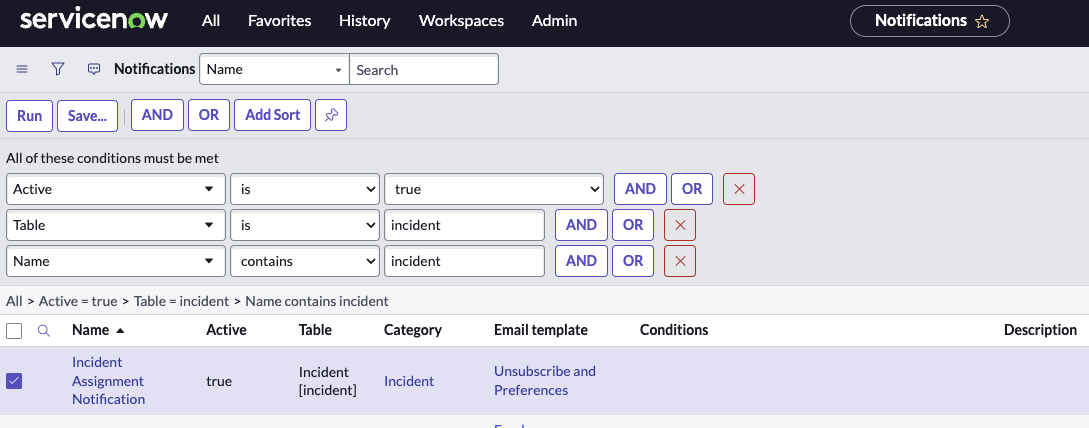 servicenow All Favorites History Workspaces Admin Notifications
Notifications Name Search
Run Save... AND OR Add Sort
All of these conditions must be met
Active is true AND OR
Table is incident AND OR
Name contains incident AND OR
All > Active = true > Table = incident > Name contains incident
Name Active Table Category Email template Conditions Description
Incident
Assignment
Notification
true
Incident
[incident]
Incident
Unsubscribe and
Preferences